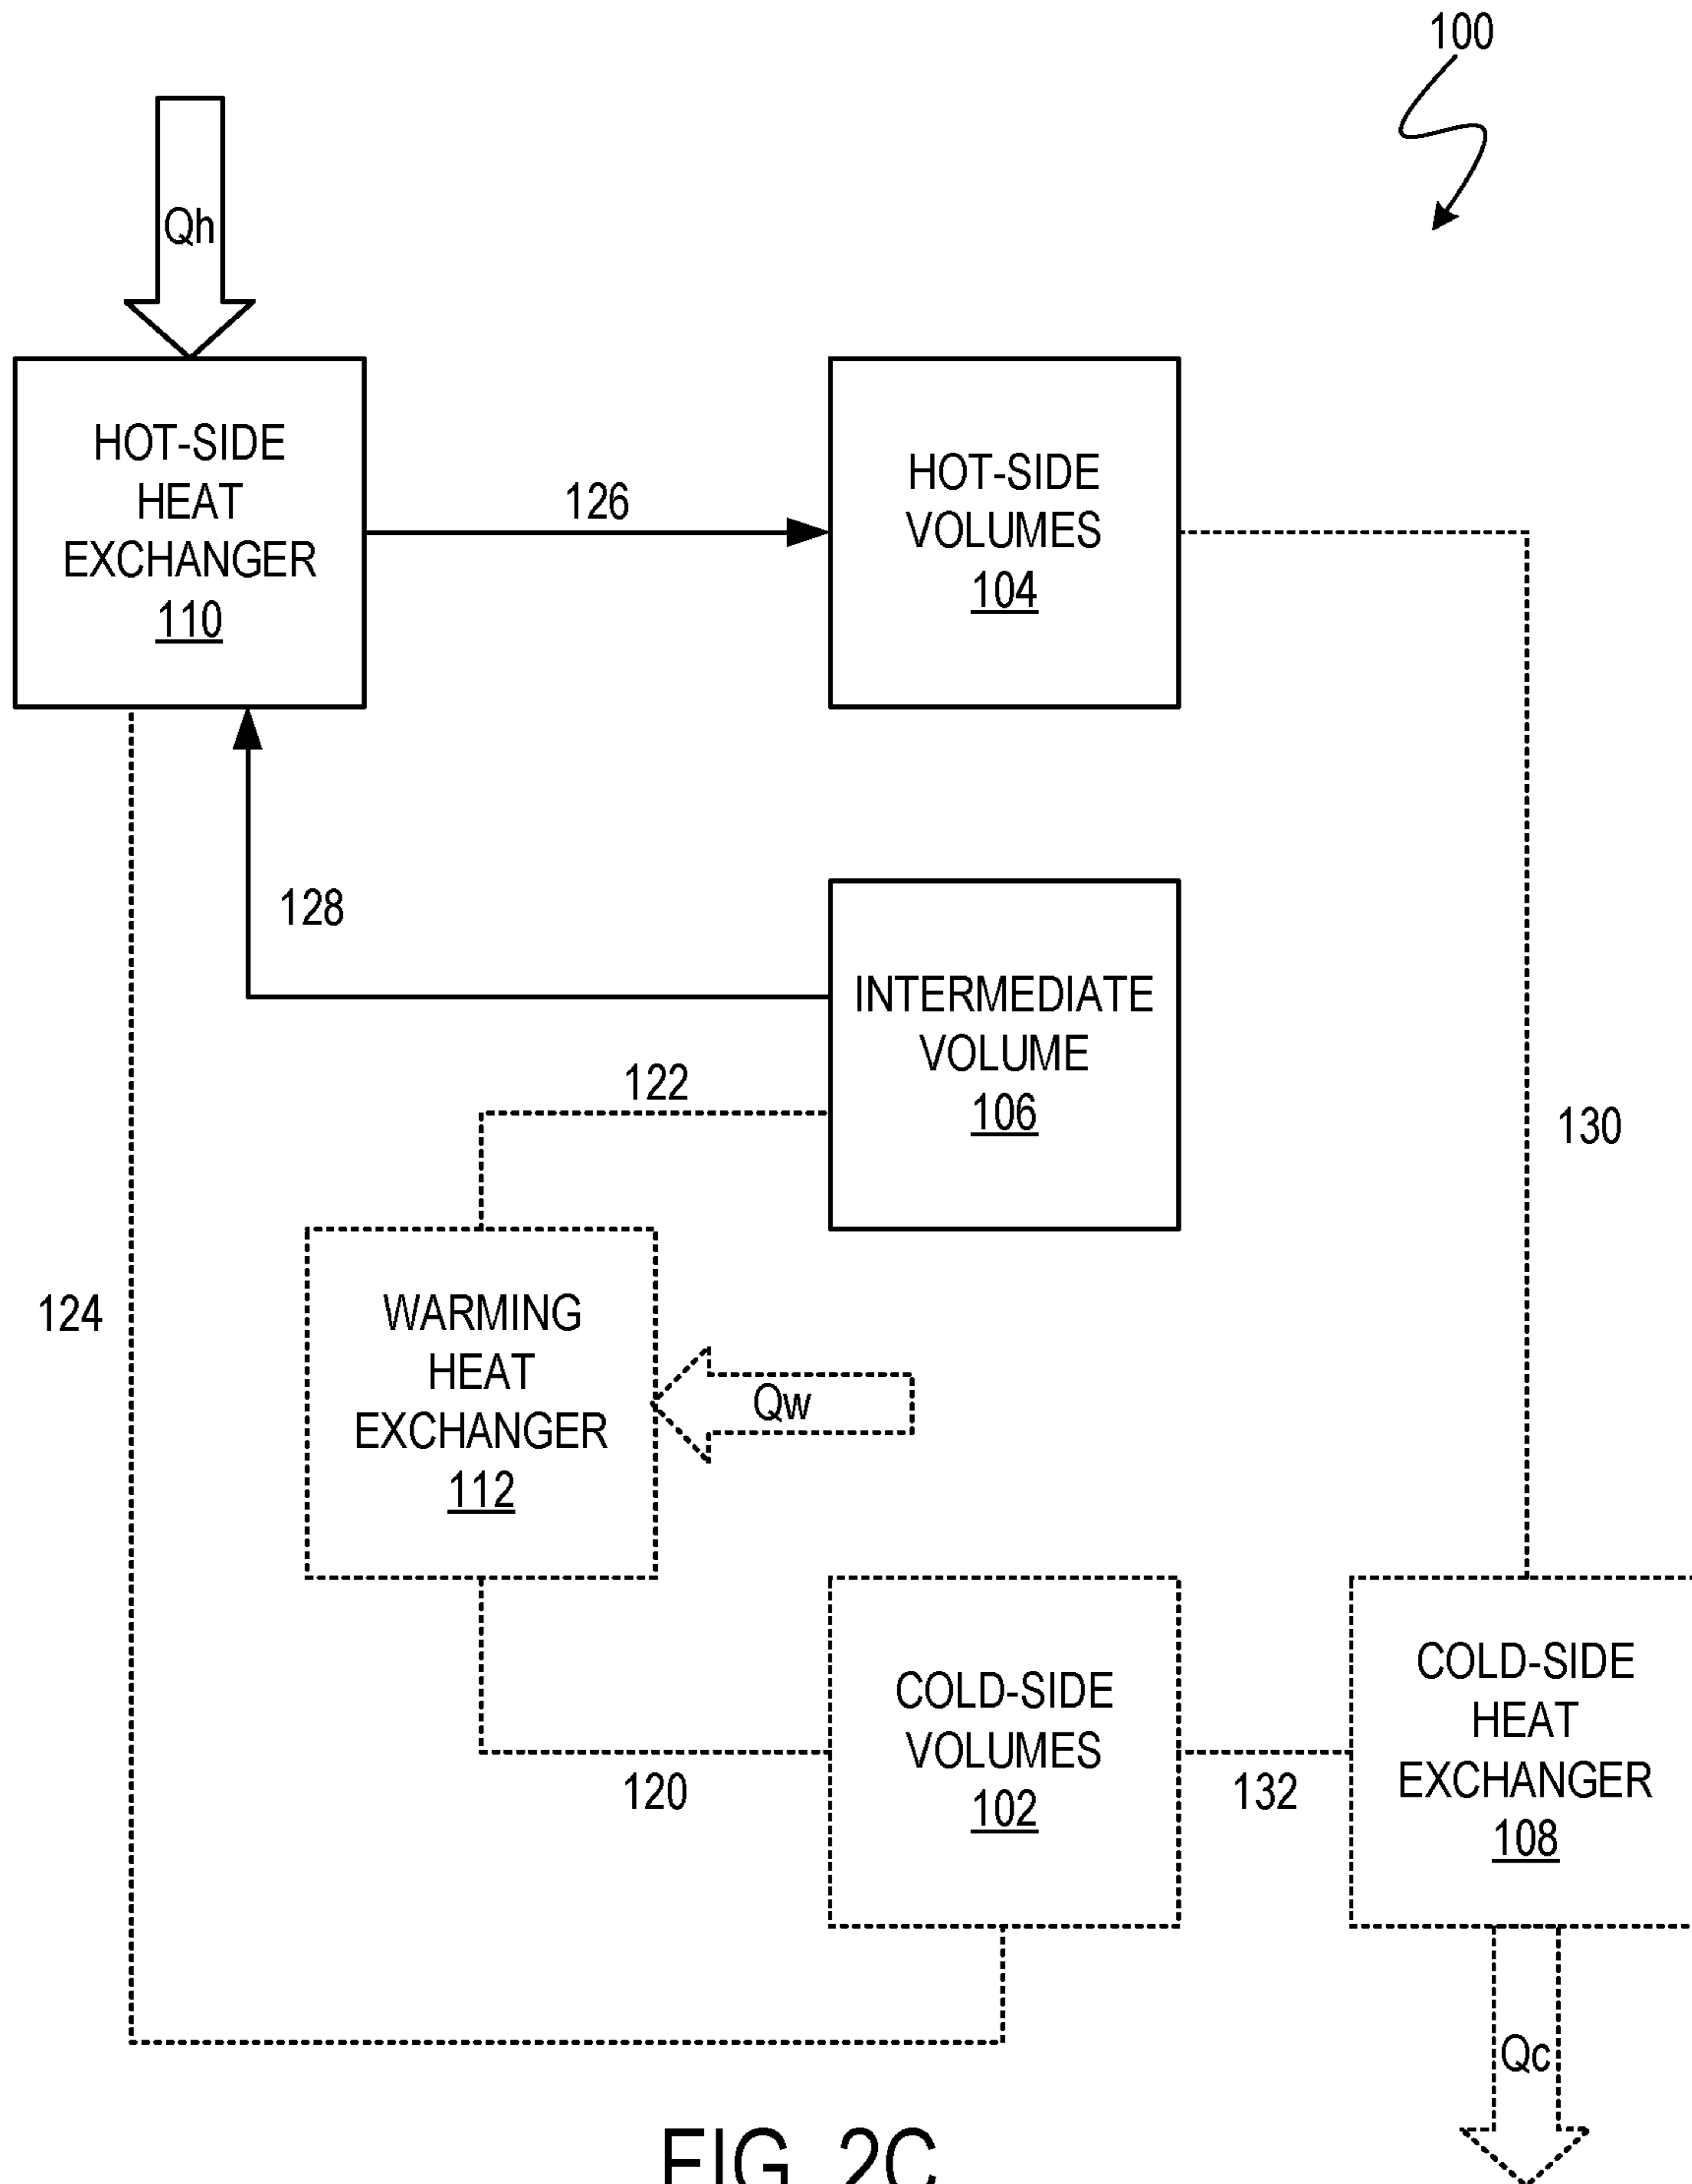 100
Qh
HOT-SIDE
HEAT
EXCHANGER
110
126
HOT-SIDE
VOLUMES
104
128
INTERMEDIATE
VOLUME
106
122
130
124
WARMING
HEAT
EXCHANGER
112
Qw
COLD-SIDE
VOLUMES
102
120
132
COLD-SIDE
HEAT
EXCHANGER
108
Qc
FIG. 2C